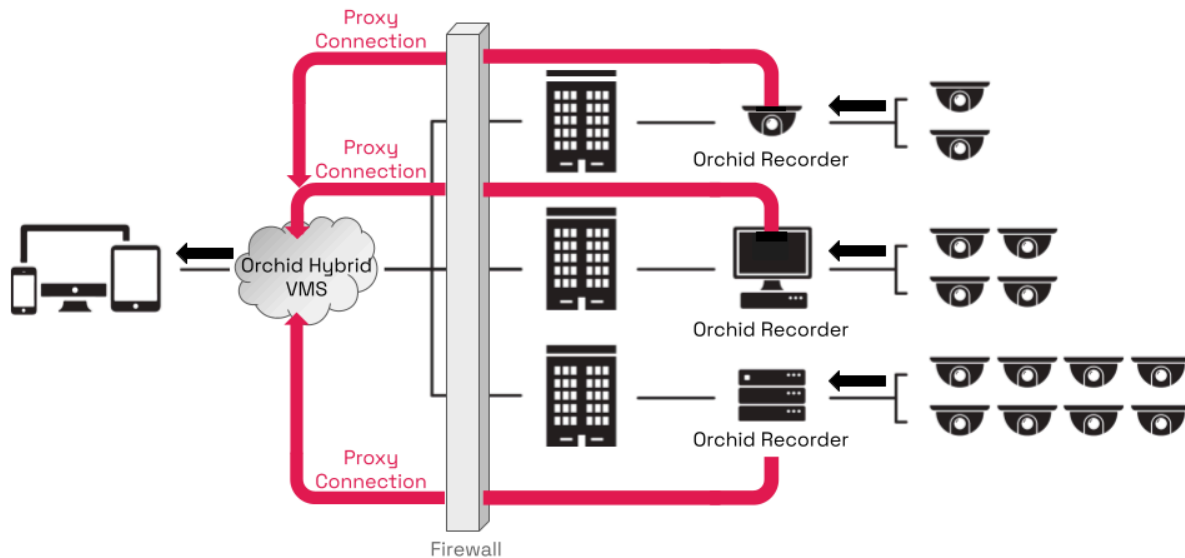 Proxy
Connection
Orchid Recorder
Proxy
Connection
Orchid Hybrid
VMS
Orchid Recorder
Orchid Recorder
Proxy
Connection
Firewall